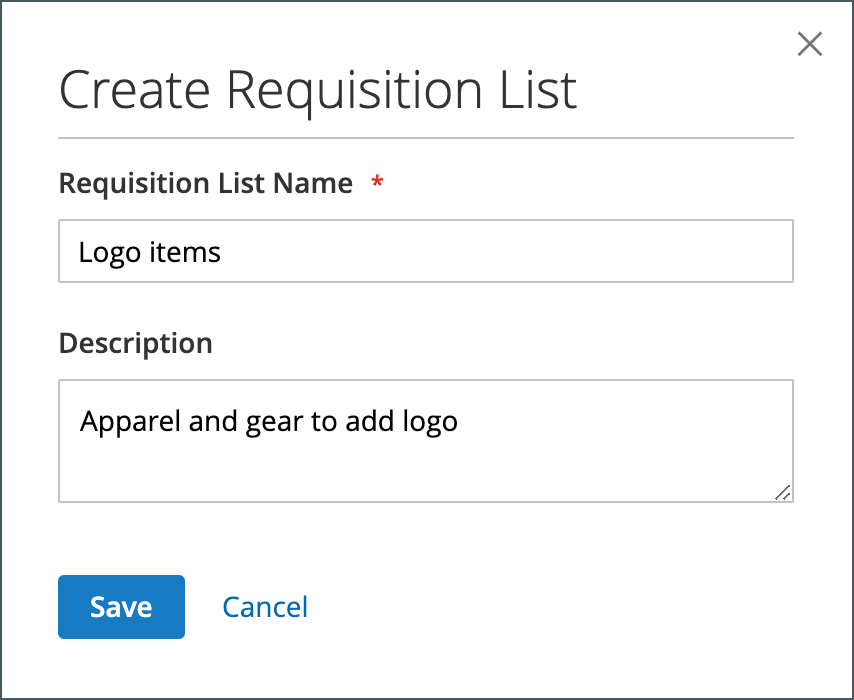 Create Requisition List
Requisition List Name *
Logo items
Description
Apparel and gear to add logo
Save Cancel